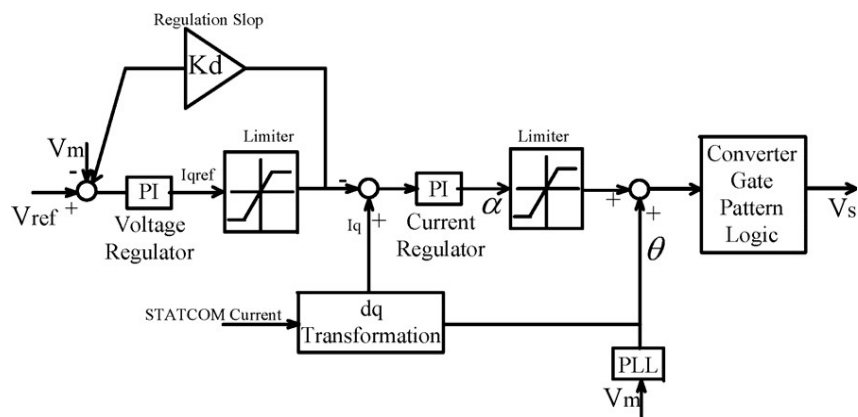 Regulation Slop
Kd
Vm
-
Limiter
Limiter
Converter
Gate
Pattern
Logic
PI
Iqref
-
PI
α
Vref
+
Voltage
Regulator
Iq
+
Current
Regulator
+
+
θ
Vs
STATCOM Current
dq
Transformation
PLL
Vm